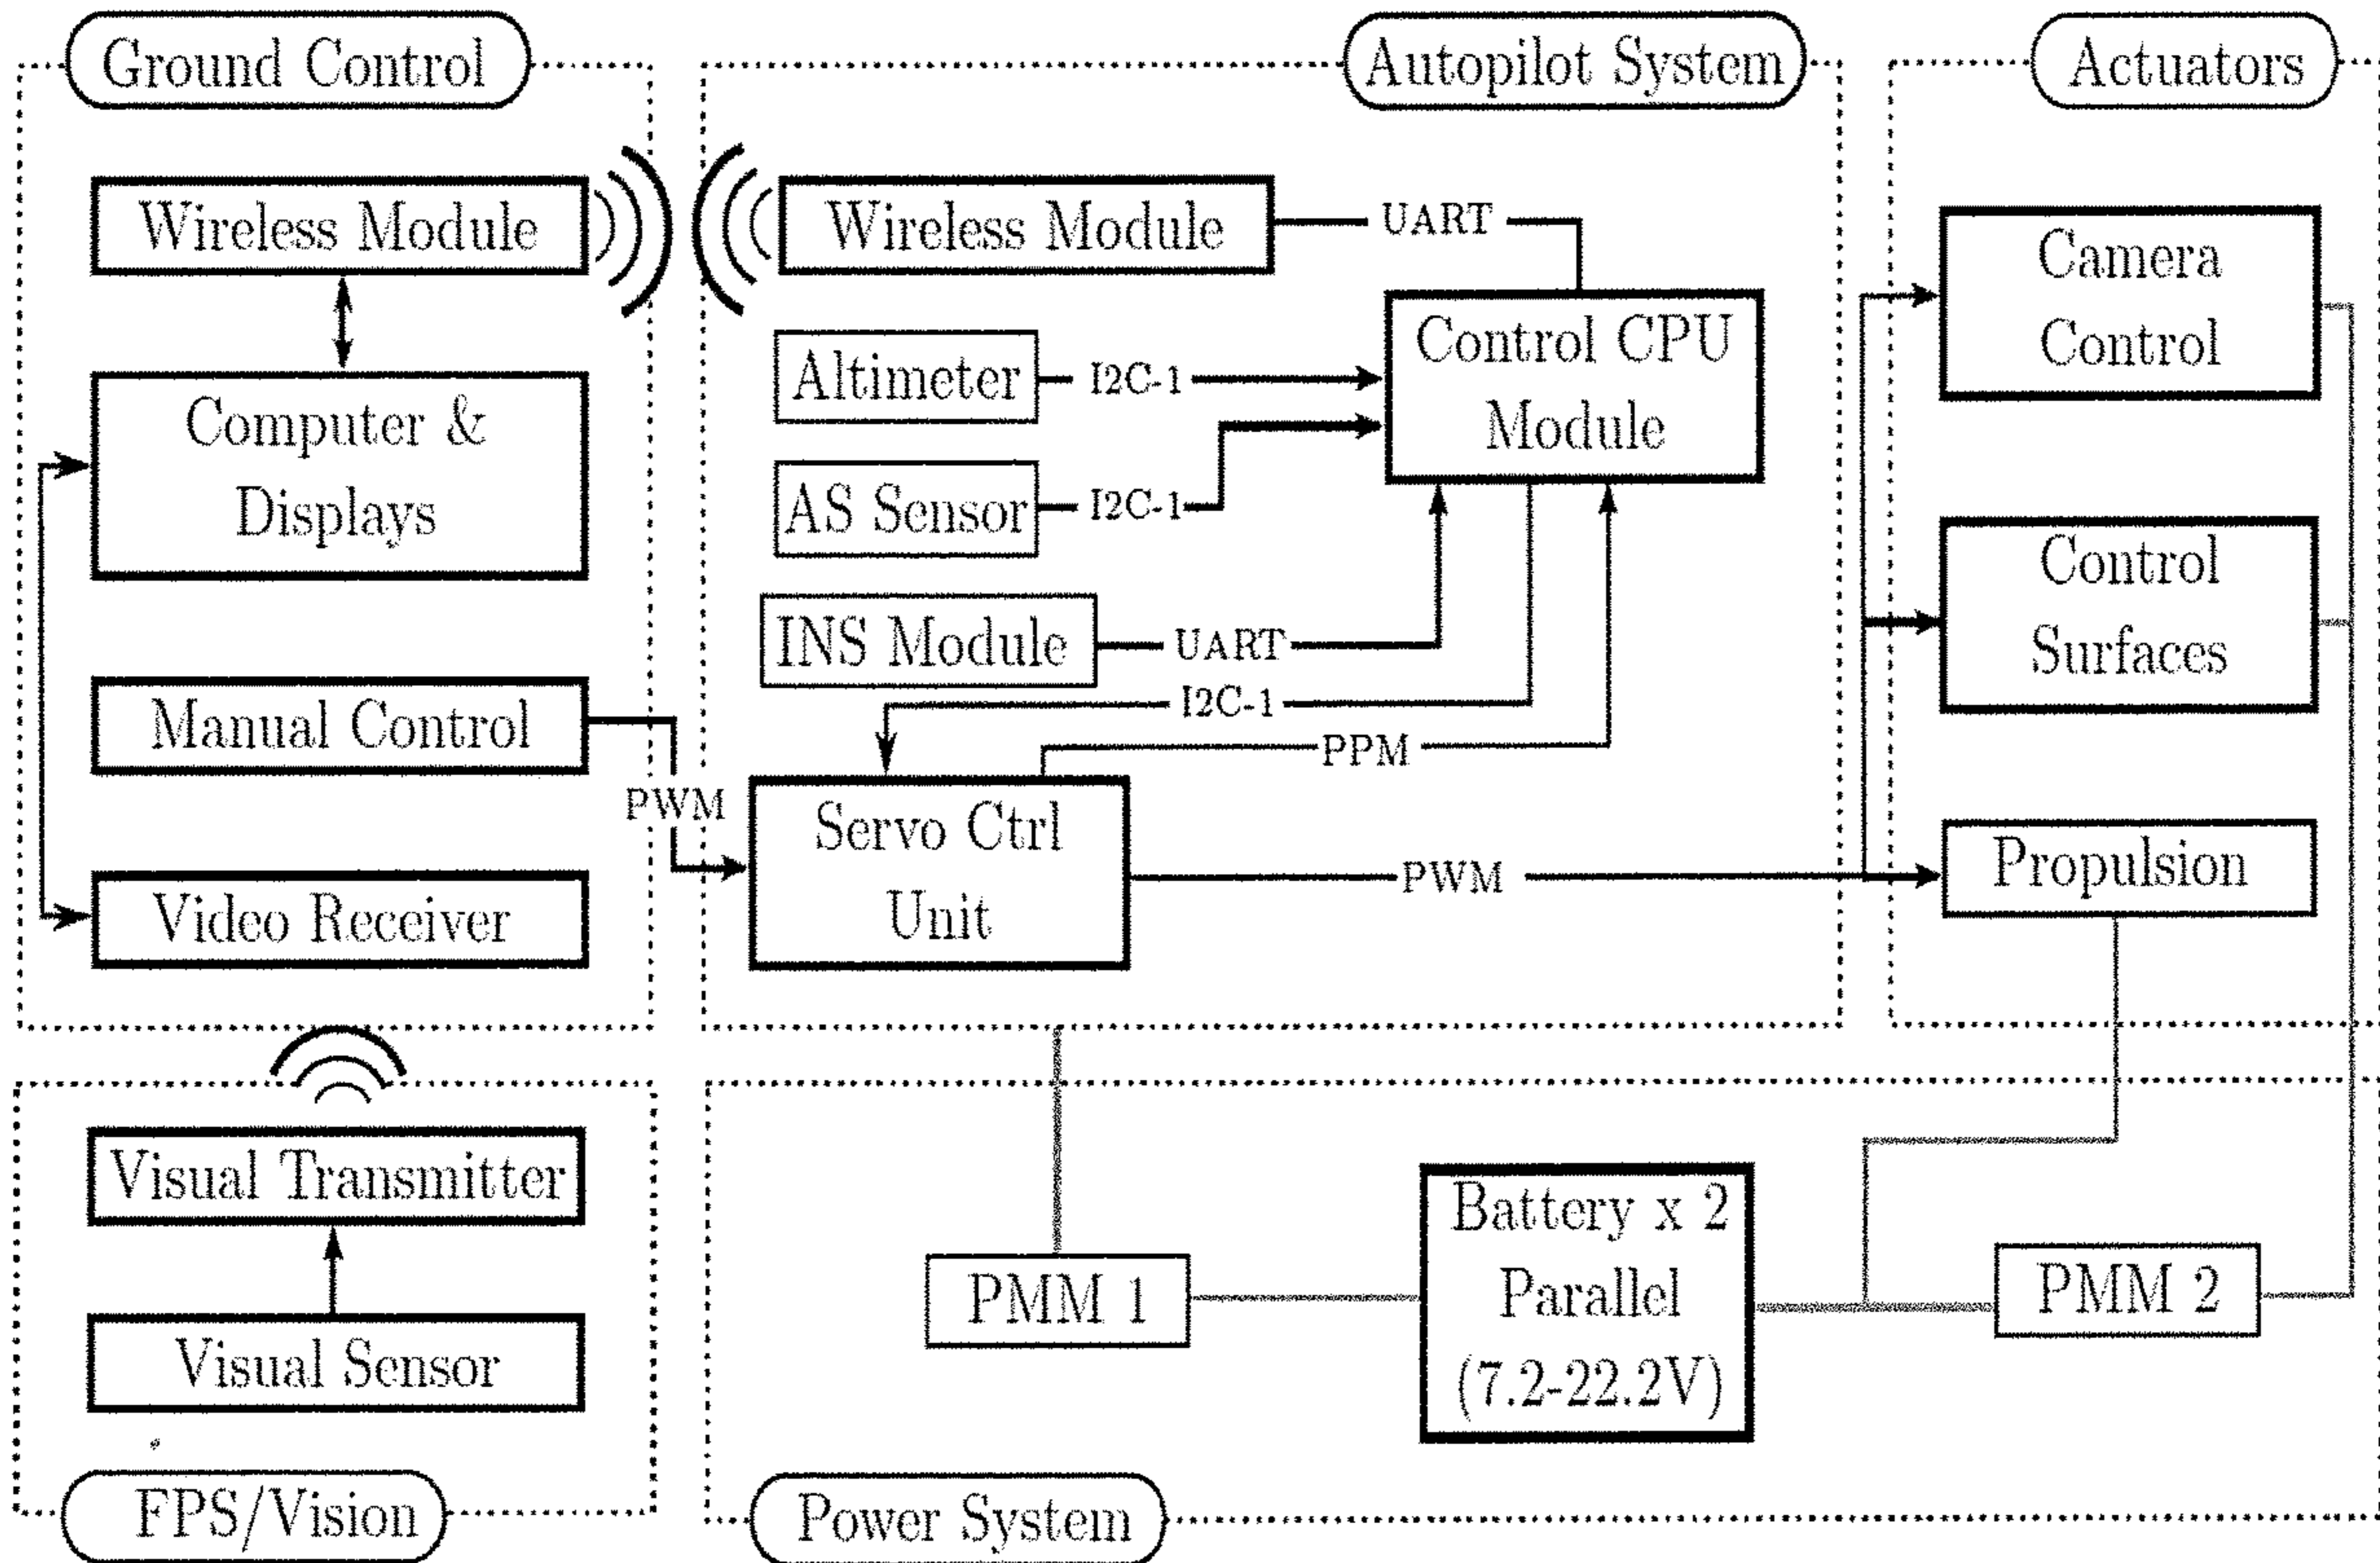 Ground Control
Wireless Module
Computer &
Displays
Manual Control
Video Receiver
PWM
Autopilot System
Wireless Module
UART
Control CPU
Module
Altimeter
I2C-1
AS Sensor
I2C-1
INS Module
UART
I2C-1
PPM
Servo Ctrl
Unit
PWM
Actuators
Camera
Control
Control
Surfaces
Propulsion
Visual Transmitter
Visual Sensor
FPS/Vision
PMM 1
Battery x 2
Parallel
(7.2-22.2V)
PMM 2
Power System